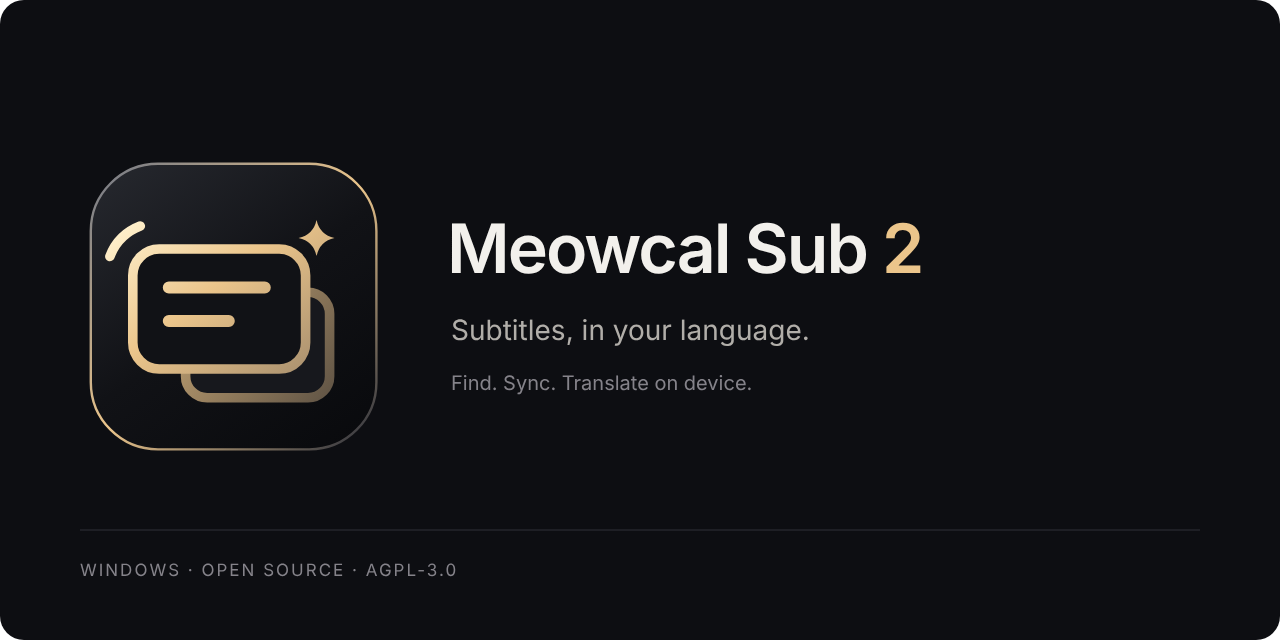 Meowcal Sub 2
Subtitles, in your language.
Find. Sync. Translate on device.
WINDOWS · OPEN SOURCE · AGPL-3.0